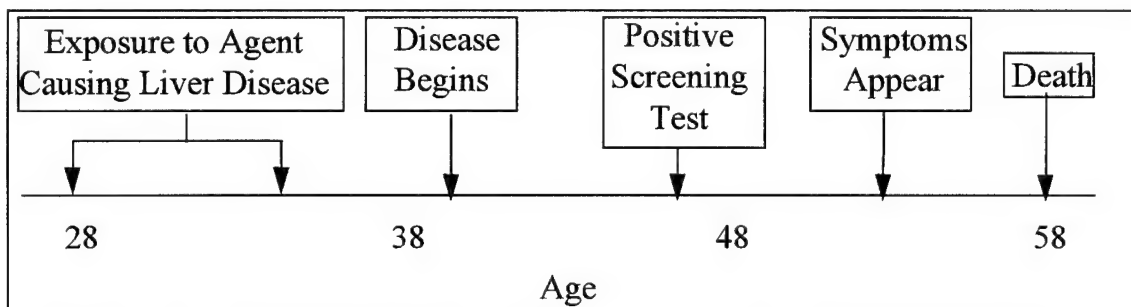 Exposure to Agent
Causing Liver Disease
Disease
Begins
Positive
Screening
Test
Symptoms
Appear
Death
28 38 48 58
Age